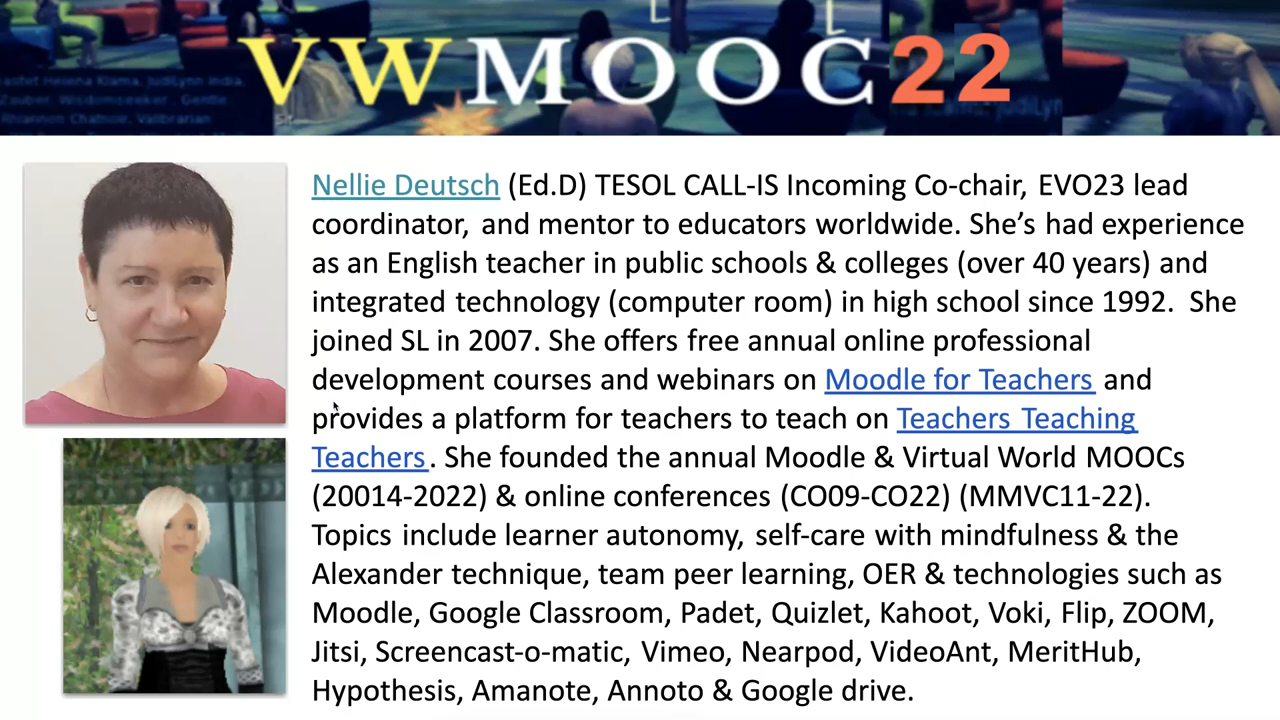 VWMOOC22
Nellie Deutsch (Ed.D) TESOL CALL-IS Incoming Co-chair, EVO23 lead
coordinator, and mentor to educators worldwide. She’s had experience
as an English teacher in public schools & colleges (over 40 years) and
integrated technology (computer room) in high school since 1992. She
joined SL in 2007. She offers free annual online professional
development courses and webinars on Moodle for Teachers and
provides a platform for teachers to teach on Teachers Teaching
Teachers. She founded the annual Moodle & Virtual World MOOCs
(20014-2022) & online conferences (CO09-CO22) (MMVC11-22).
Topics include learner autonomy, self-care with mindfulness & the
Alexander technique, team peer learning, OER & technologies such as
Moodle, Google Classroom, Padet, Quizlet, Kahoot, Voki, Flip, ZOOM,
Jitsi, Screencast-o-matic, Vimeo, Nearpod, VideoAnt, MeritHub,
Hypothesis, Amanote, Annoto & Google drive.